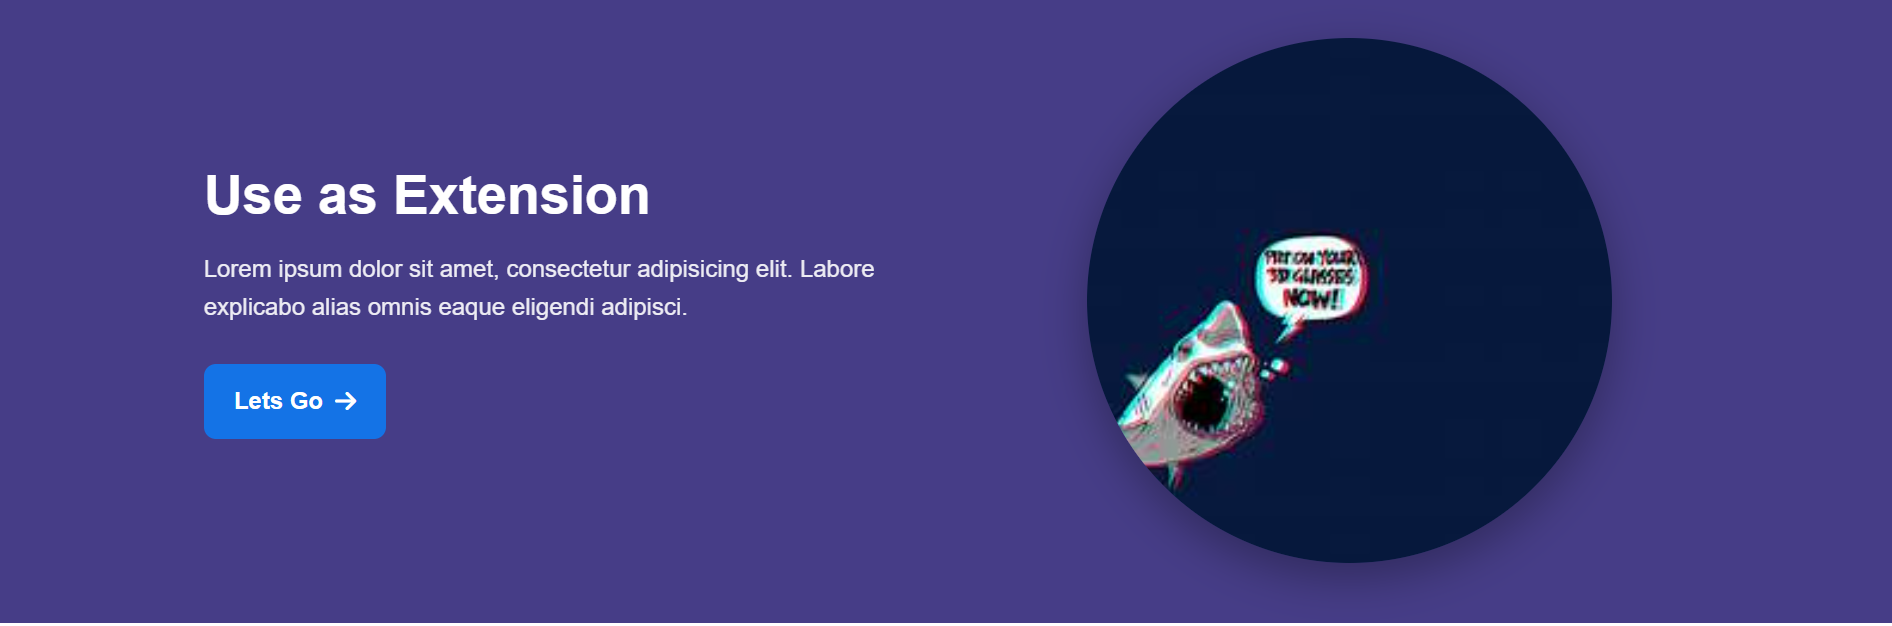 Use as Extension
Lorem ipsum dolor sit amet, consectetur adipisicing elit. Labore
explicabo alias omnis eaque eligendi adipisci.
Lets Go
PUT ON YOUR
3D GLASSES
NOW!